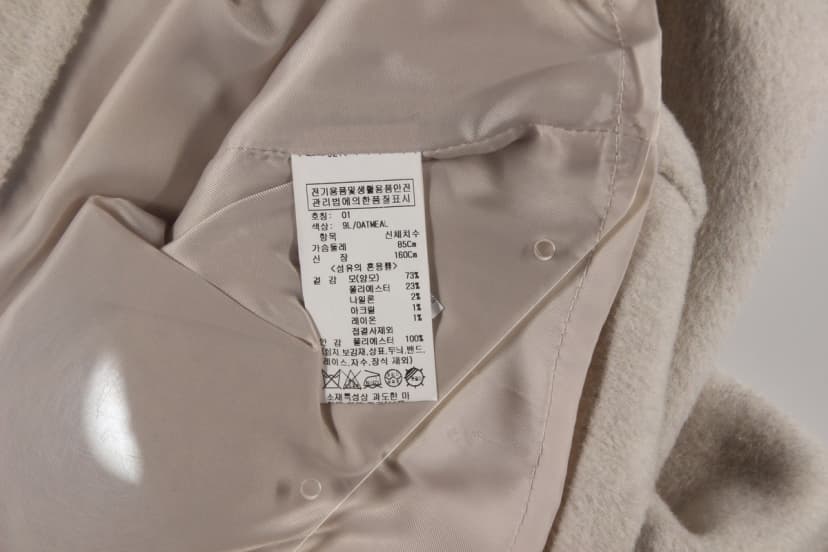 전기용품및생활용품안전
관리법에의한품질표시
호칭: 01
색상: 9L/OATMEAL
항목 신체치수
가슴둘레 85Cm
신 장 160Cm
<섬유의 혼용률>
겉 감 모(양모) 73%
폴리에스터 23%
나일론 2%
아크릴 1%
레이온 1%
접결사제외
안 감 폴리에스터 100%
보강재,상표,무늬,밴드,
레이스,자수,장식 제외)
소재특성상 과도한 마